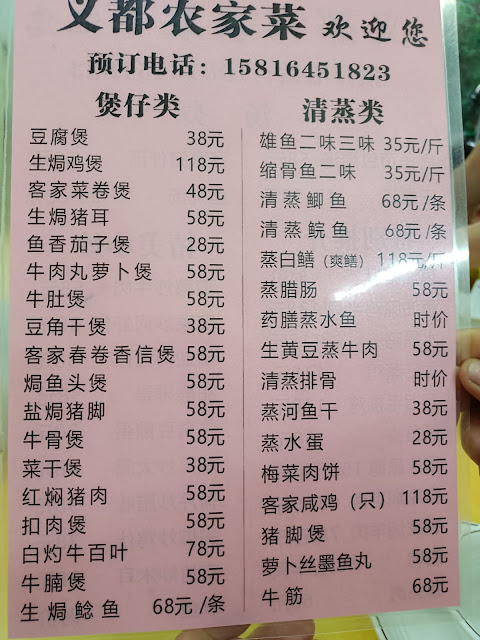 义都农家菜 欢迎您
预订电话：15816451823
煲仔类
豆腐煲 38元
生焗鸡煲 118元
客家菜卷煲 48元
生焗猪耳 58元
鱼香茄子煲 28元
牛肉丸萝卜煲 58元
牛肚煲 58元
豆角干煲 38元
客家春卷香信煲 58元
焗鱼头煲 58元
盐焗猪脚 58元
牛骨煲 58元
菜干煲 38元
红焖猪肉 58元
扣肉煲 58元
白灼牛百叶 78元
牛腩煲 58元
生焗鲶鱼 68元/条
清蒸类
雄鱼二味三味 35元/斤
缩骨鱼二味 35元/斤
清蒸鲫鱼 68元/条
清蒸鲩鱼 68元/条
蒸白鳝（爽鳝）118元/斤
蒸腊肠 58元
药膳蒸水鱼 时价
生黄豆蒸牛肉 58元
清蒸排骨 时价
蒸河鱼干 38元
蒸水蛋 28元
梅菜肉饼 58元
客家咸鸡（只）118元
猪脚煲 58元
萝卜丝墨鱼丸 58元
牛筋 68元